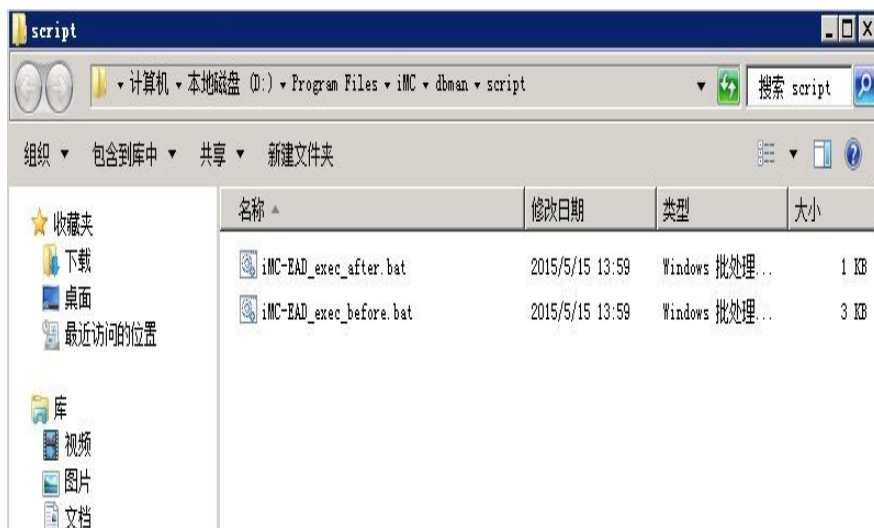 script
计算机 本地磁盘 (D:) Program Files iMC dbman script
搜索 script
组织 包含到库中 共享 新建文件夹
名称 修改日期 类型 大小
iMC-EAD_exec_after.bat 2015/5/15 13:59 Windows 批处理... 1 KB
iMC-EAD_exec_before.bat 2015/5/15 13:59 Windows 批处理... 3 KB
收藏夹
下载
桌面
最近访问的位置
库
视频
图片
文档